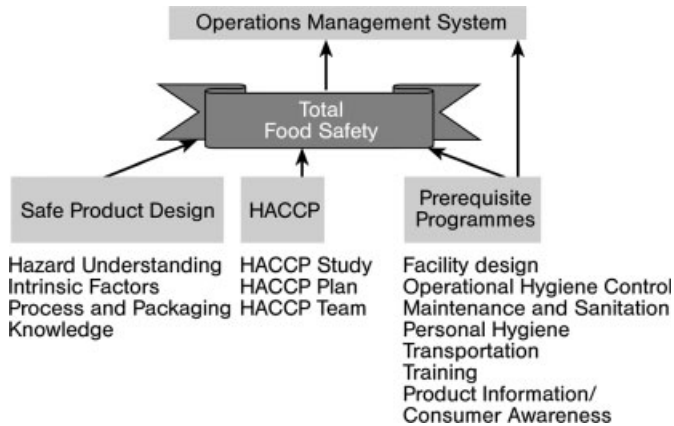 Operations Management System
Total
Food Safety
Safe Product Design
HACCP
Prerequisite
Programmes
Hazard Understanding
Intrinsic Factors
Process and Packaging
Knowledge
HACCP Study
HACCP Plan
HACCP Team
Facility design
Operational Hygiene Control
Maintenance and Sanitation
Personal Hygiene
Transportation
Training
Product Information/
Consumer Awareness